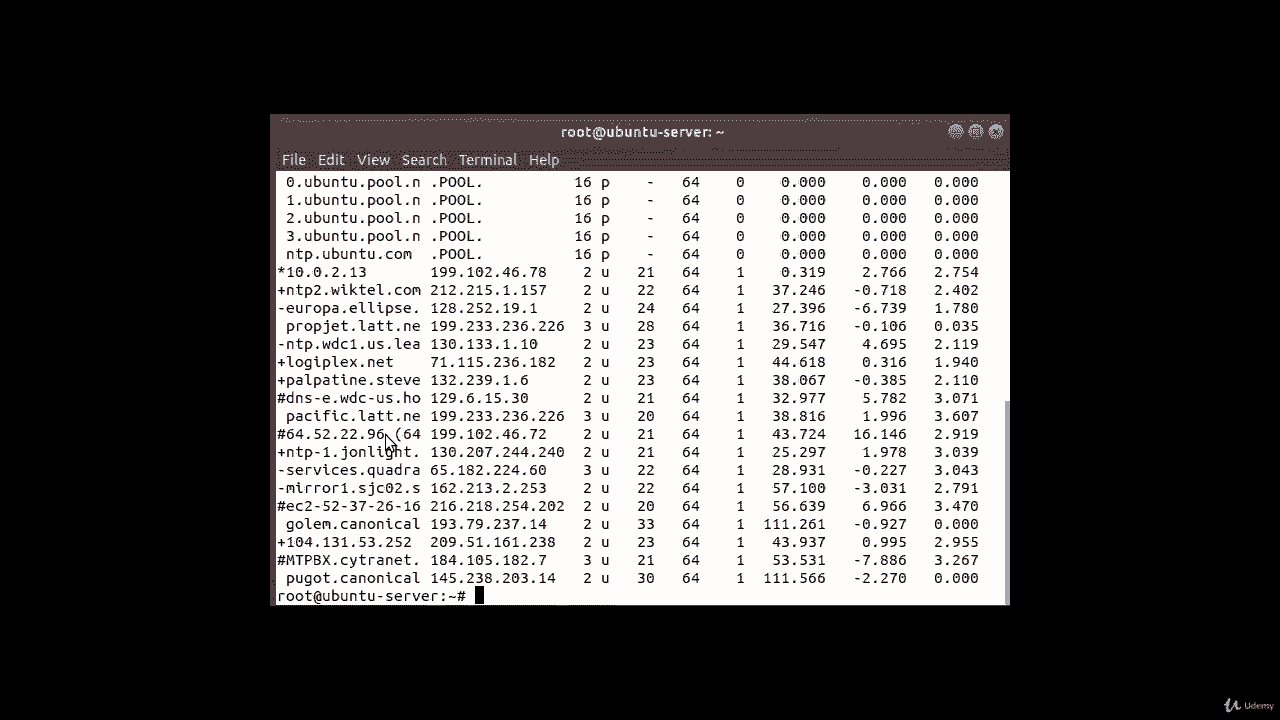 root@ubuntu-server: ~
File Edit View Search Terminal Help
0.ubuntu.pool.n .POOL. 16 p - 64 0 0.000 0.000 0.000
1.ubuntu.pool.n .POOL. 16 p - 64 0 0.000 0.000 0.000
2.ubuntu.pool.n .POOL. 16 p - 64 0 0.000 0.000 0.000
3.ubuntu.pool.n .POOL. 16 p - 64 0 0.000 0.000 0.000
ntp.ubuntu.com .POOL. 16 p - 64 0 0.000 0.000 0.000
*10.0.2.13 199.102.46.78 2 u 21 64 1 0.319 2.766 2.754
+ntp2.wiktel.com 212.215.1.157 2 u 22 64 1 37.246 -0.718 2.402
-europa.ellipse. 128.252.19.1 2 u 24 64 1 27.396 -6.739 1.780
propjet.latt.ne 199.233.236.226 3 u 28 64 1 36.716 -0.106 0.035
-ntp.wdc1.us.lea 130.133.1.10 2 u 23 64 1 29.547 4.695 2.119
+logiplex.net 71.115.236.182 2 u 23 64 1 44.618 0.316 1.940
+palpatine.steve 132.239.1.6 2 u 23 64 1 38.067 -0.385 2.110
#dns-e.wdc-us.ho 129.6.15.30 2 u 21 64 1 32.977 5.782 3.071
pacific.latt.ne 199.233.236.226 3 u 20 64 1 38.816 1.996 3.607
#64.52.22.96 (64 199.102.46.72 2 u 21 64 1 43.724 16.146 2.919
+ntp-1.jonlight. 130.207.244.240 2 u 21 64 1 25.297 1.978 3.039
-services.quadra 65.182.224.60 3 u 22 64 1 28.931 -0.227 3.043
-mirror1.sjc02.s 162.213.2.253 2 u 22 64 1 57.100 -3.031 2.791
#ec2-52-37-26-16 216.218.254.202 2 u 20 64 1 56.639 6.966 3.470
golem.canonical 193.79.237.14 2 u 33 64 1 111.261 -0.927 0.000
+104.131.53.252 209.51.161.238 2 u 23 64 1 43.937 0.995 2.955
#MTPBX.cytranet. 184.105.182.7 3 u 21 64 1 53.531 -7.886 3.267
pugot.canonical 145.238.203.14 2 u 30 64 1 111.566 -2.270 0.000
root@ubuntu-server:~#
Udemy